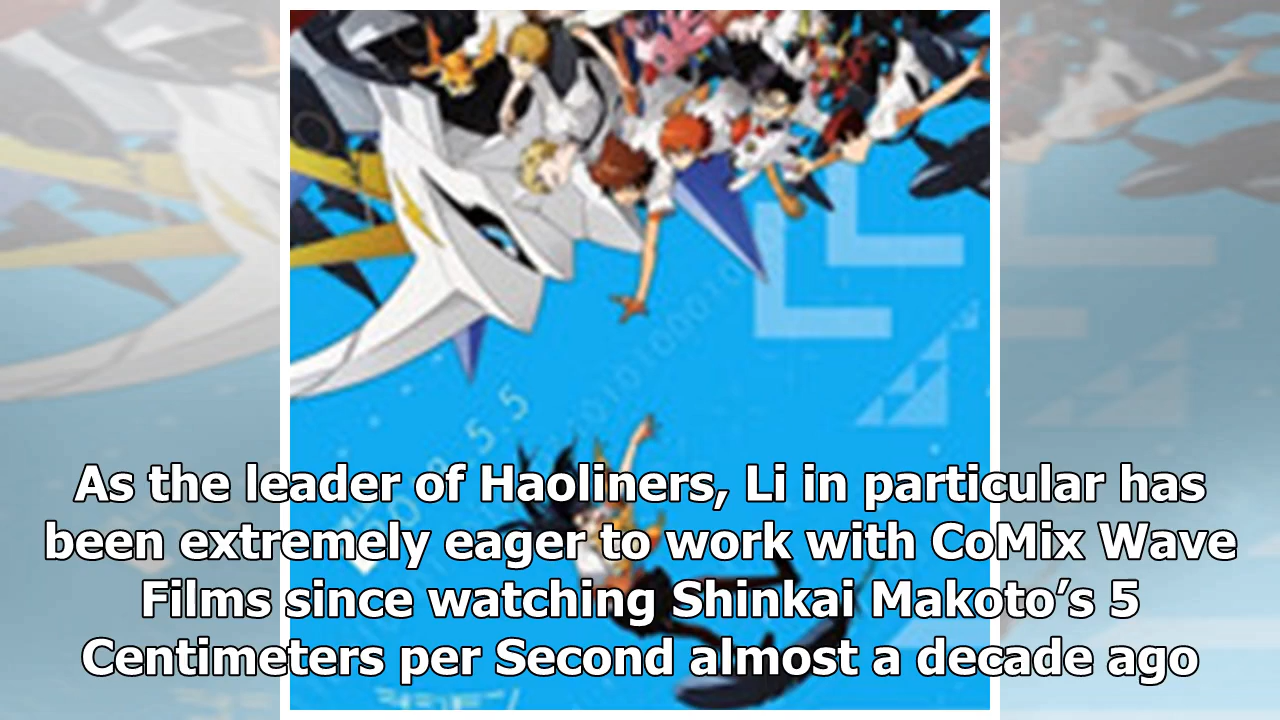 As the leader of Haoliners, Li in particular has
been extremely eager to work with CoMix Wave
Films since watching Shinkai Makoto’s 5
Centimeters per Second almost a decade ago